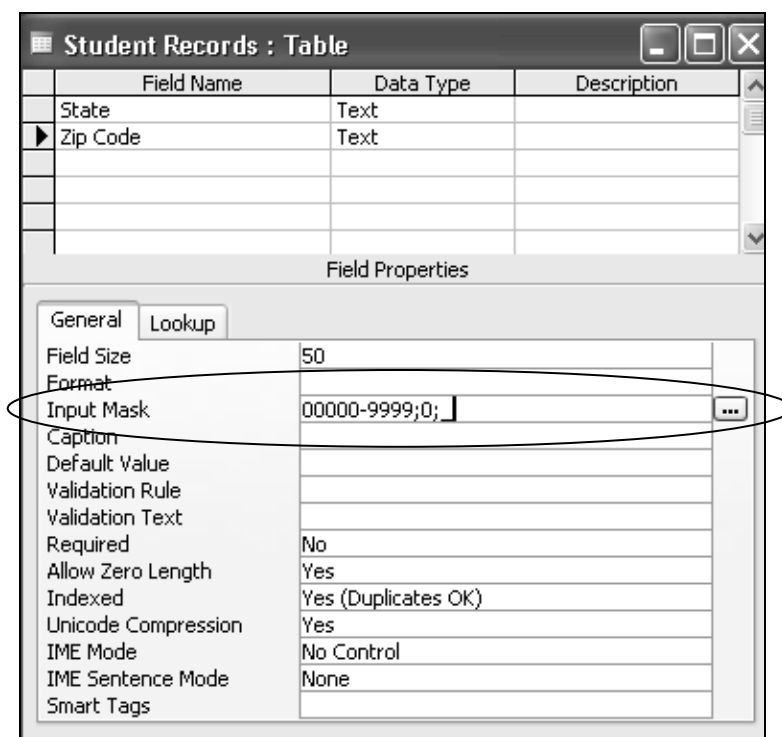 Student Records : Table
Field Name Data Type Description
State Text
Zip Code Text
Field Properties
General Lookup
Field Size 50
Format
Input Mask 00000-9999;0;_
Caption
Default Value
Validation Rule
Validation Text
Required No
Allow Zero Length Yes
Indexed Yes (Duplicates OK)
Unicode Compression Yes
IME Mode No Control
IME Sentence Mode None
Smart Tags